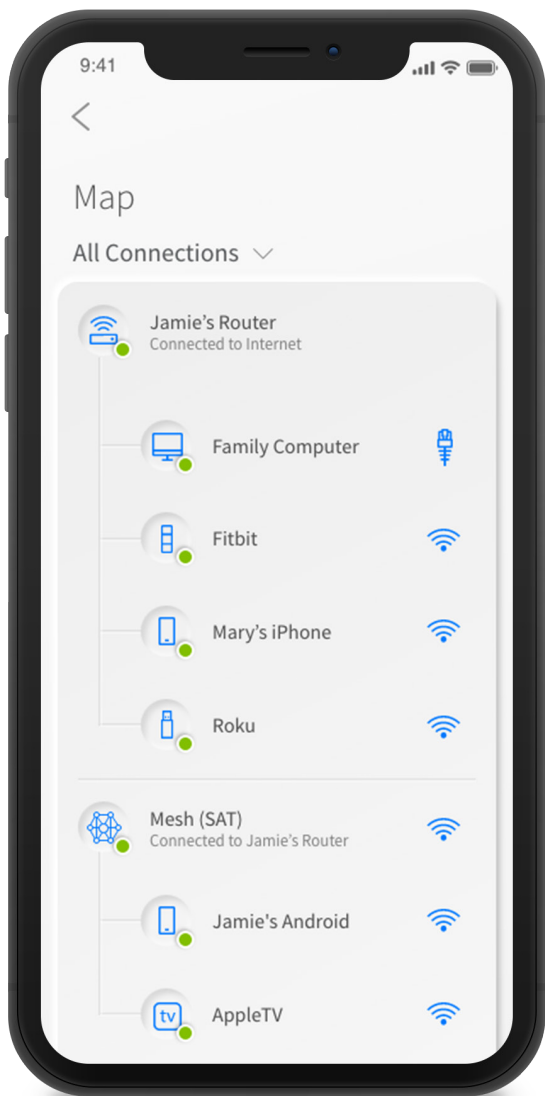 9:41
Map
All Connections
Jamie’s Router
Connected to Internet
Family Computer
Fitbit
Mary’s iPhone
Roku
Mesh (SAT)
Connected to Jamie’s Router
Jamie's Android
tv
AppleTV